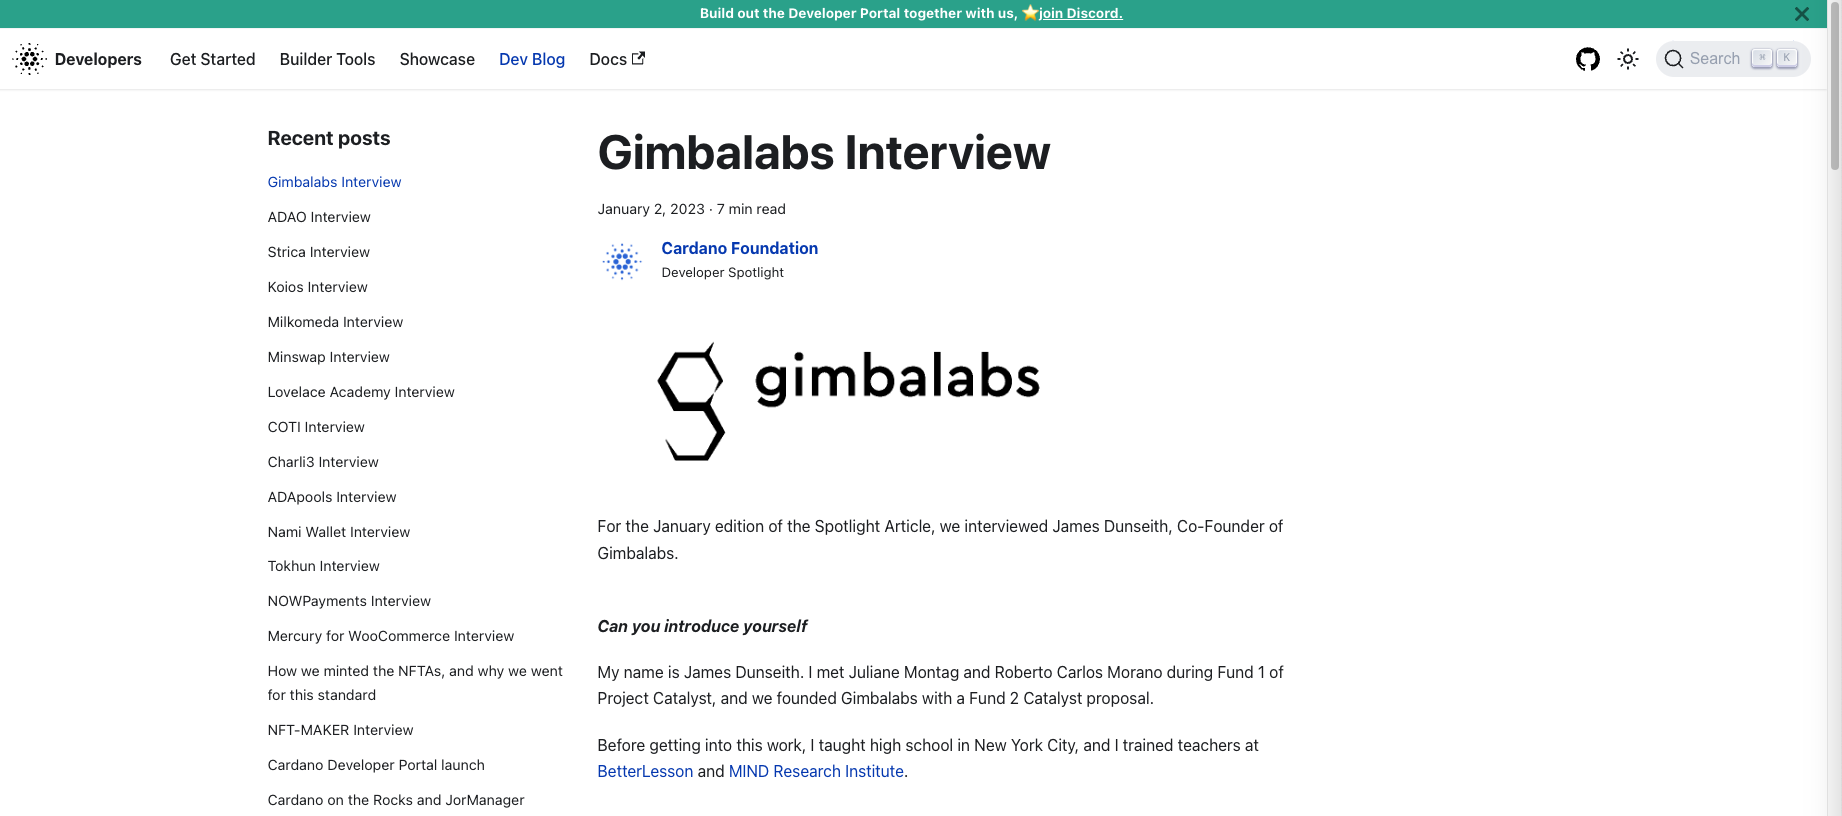 Build out the Developer Portal together with us, ⭐join Discord.
Developers Get Started Builder Tools Showcase Dev Blog Docs Search ⌘ K
Recent posts
Gimbalabs Interview
ADAO Interview
Strica Interview
Koios Interview
Milkomeda Interview
Minswap Interview
Lovelace Academy Interview
COTI Interview
Charli3 Interview
ADApools Interview
Nami Wallet Interview
Tokhun Interview
NOWPayments Interview
Mercury for WooCommerce Interview
How we minted the NFTAs, and why we went
for this standard
NFT-MAKER Interview
Cardano Developer Portal launch
Cardano on the Rocks and JorManager
Gimbalabs Interview
January 2, 2023 · 7 min read
Cardano Foundation
Developer Spotlight
gimbalabs
For the January edition of the Spotlight Article, we interviewed James Dunseith, Co-Founder of
Gimbalabs.
Can you introduce yourself
My name is James Dunseith. I met Juliane Montag and Roberto Carlos Morano during Fund 1 of
Project Catalyst, and we founded Gimbalabs with a Fund 2 Catalyst proposal.
Before getting into this work, I taught high school in New York City, and I trained teachers at
BetterLesson and MIND Research Institute.